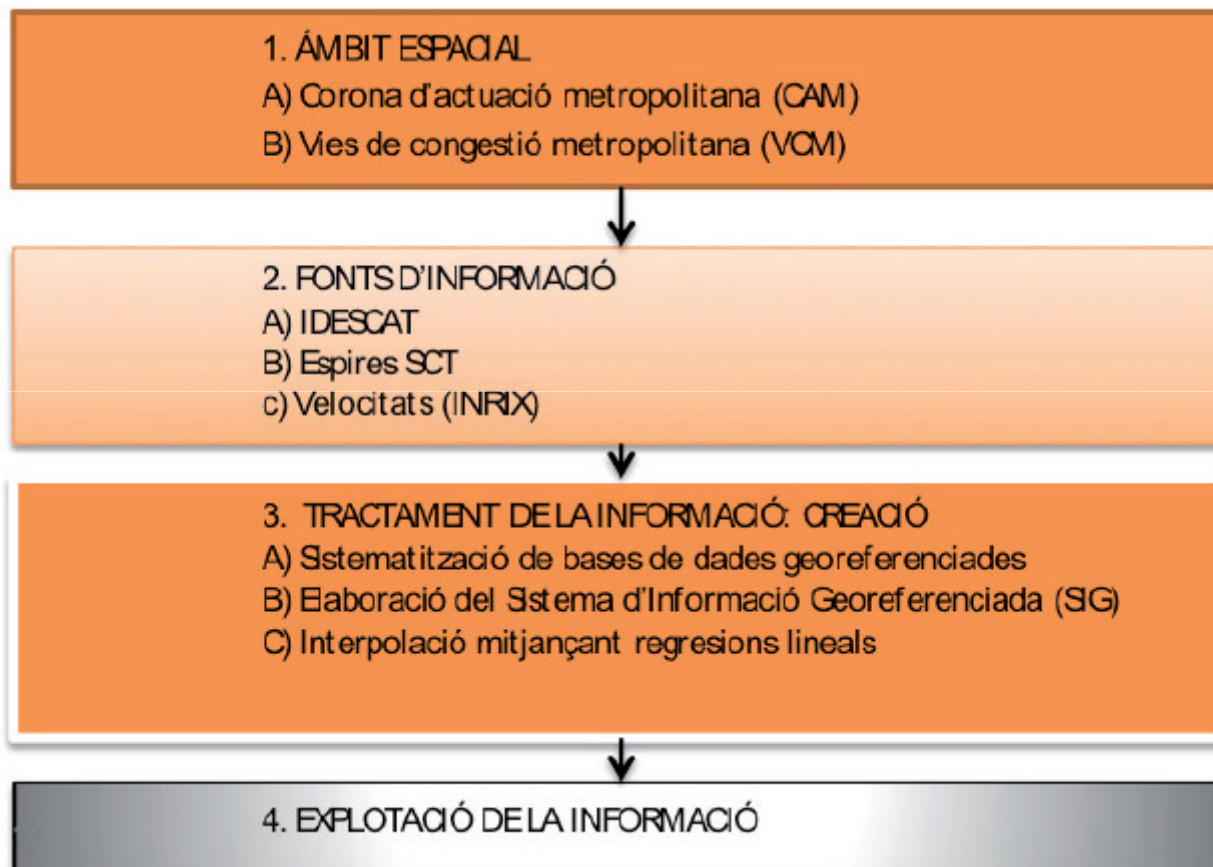 1. ÁMBIT ESPACIAL
A) Corona d'actuació metropolitana (CAM)
B) Vies de congestió metropolitana (VCM)
2. FONTS D'INFORMACIÓ
A) IDESCAT
B) Espires SCT
c) Velocitats (INRIX)
3. TRACTAMENT DE LA INFORMACIÓ: CREACIÓ
A) Sistematització de bases de dades georeferenciades
B) Elaboració del Sistema d'Informació Georeferenciada (SIG)
C) Interpolació mitjançant regresions lineals
4. EXPLOTACIÓ DE LA INFORMACIÓ